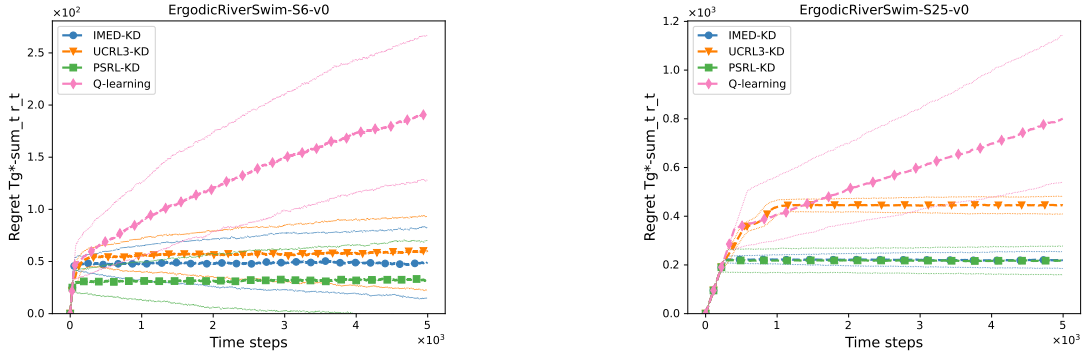 ×10²
ErgodicRiverSwim-S6-v0
IMED-KD
UCRL3-KD
PSRL-KD
Q-learning
2.5
2.0
1.5
1.0
0.5
0.0
Regret Tg*-sum_t r_t
0
1
2
3
4
5
Time steps
×10³
×10³
ErgodicRiverSwim-S25-v0
IMED-KD
UCRL3-KD
PSRL-KD
Q-learning
1.2
1.0
0.8
0.6
0.4
0.2
0.0
Regret Tg*-sum_t r_t
0
1
2
3
4
5
Time steps
×10³